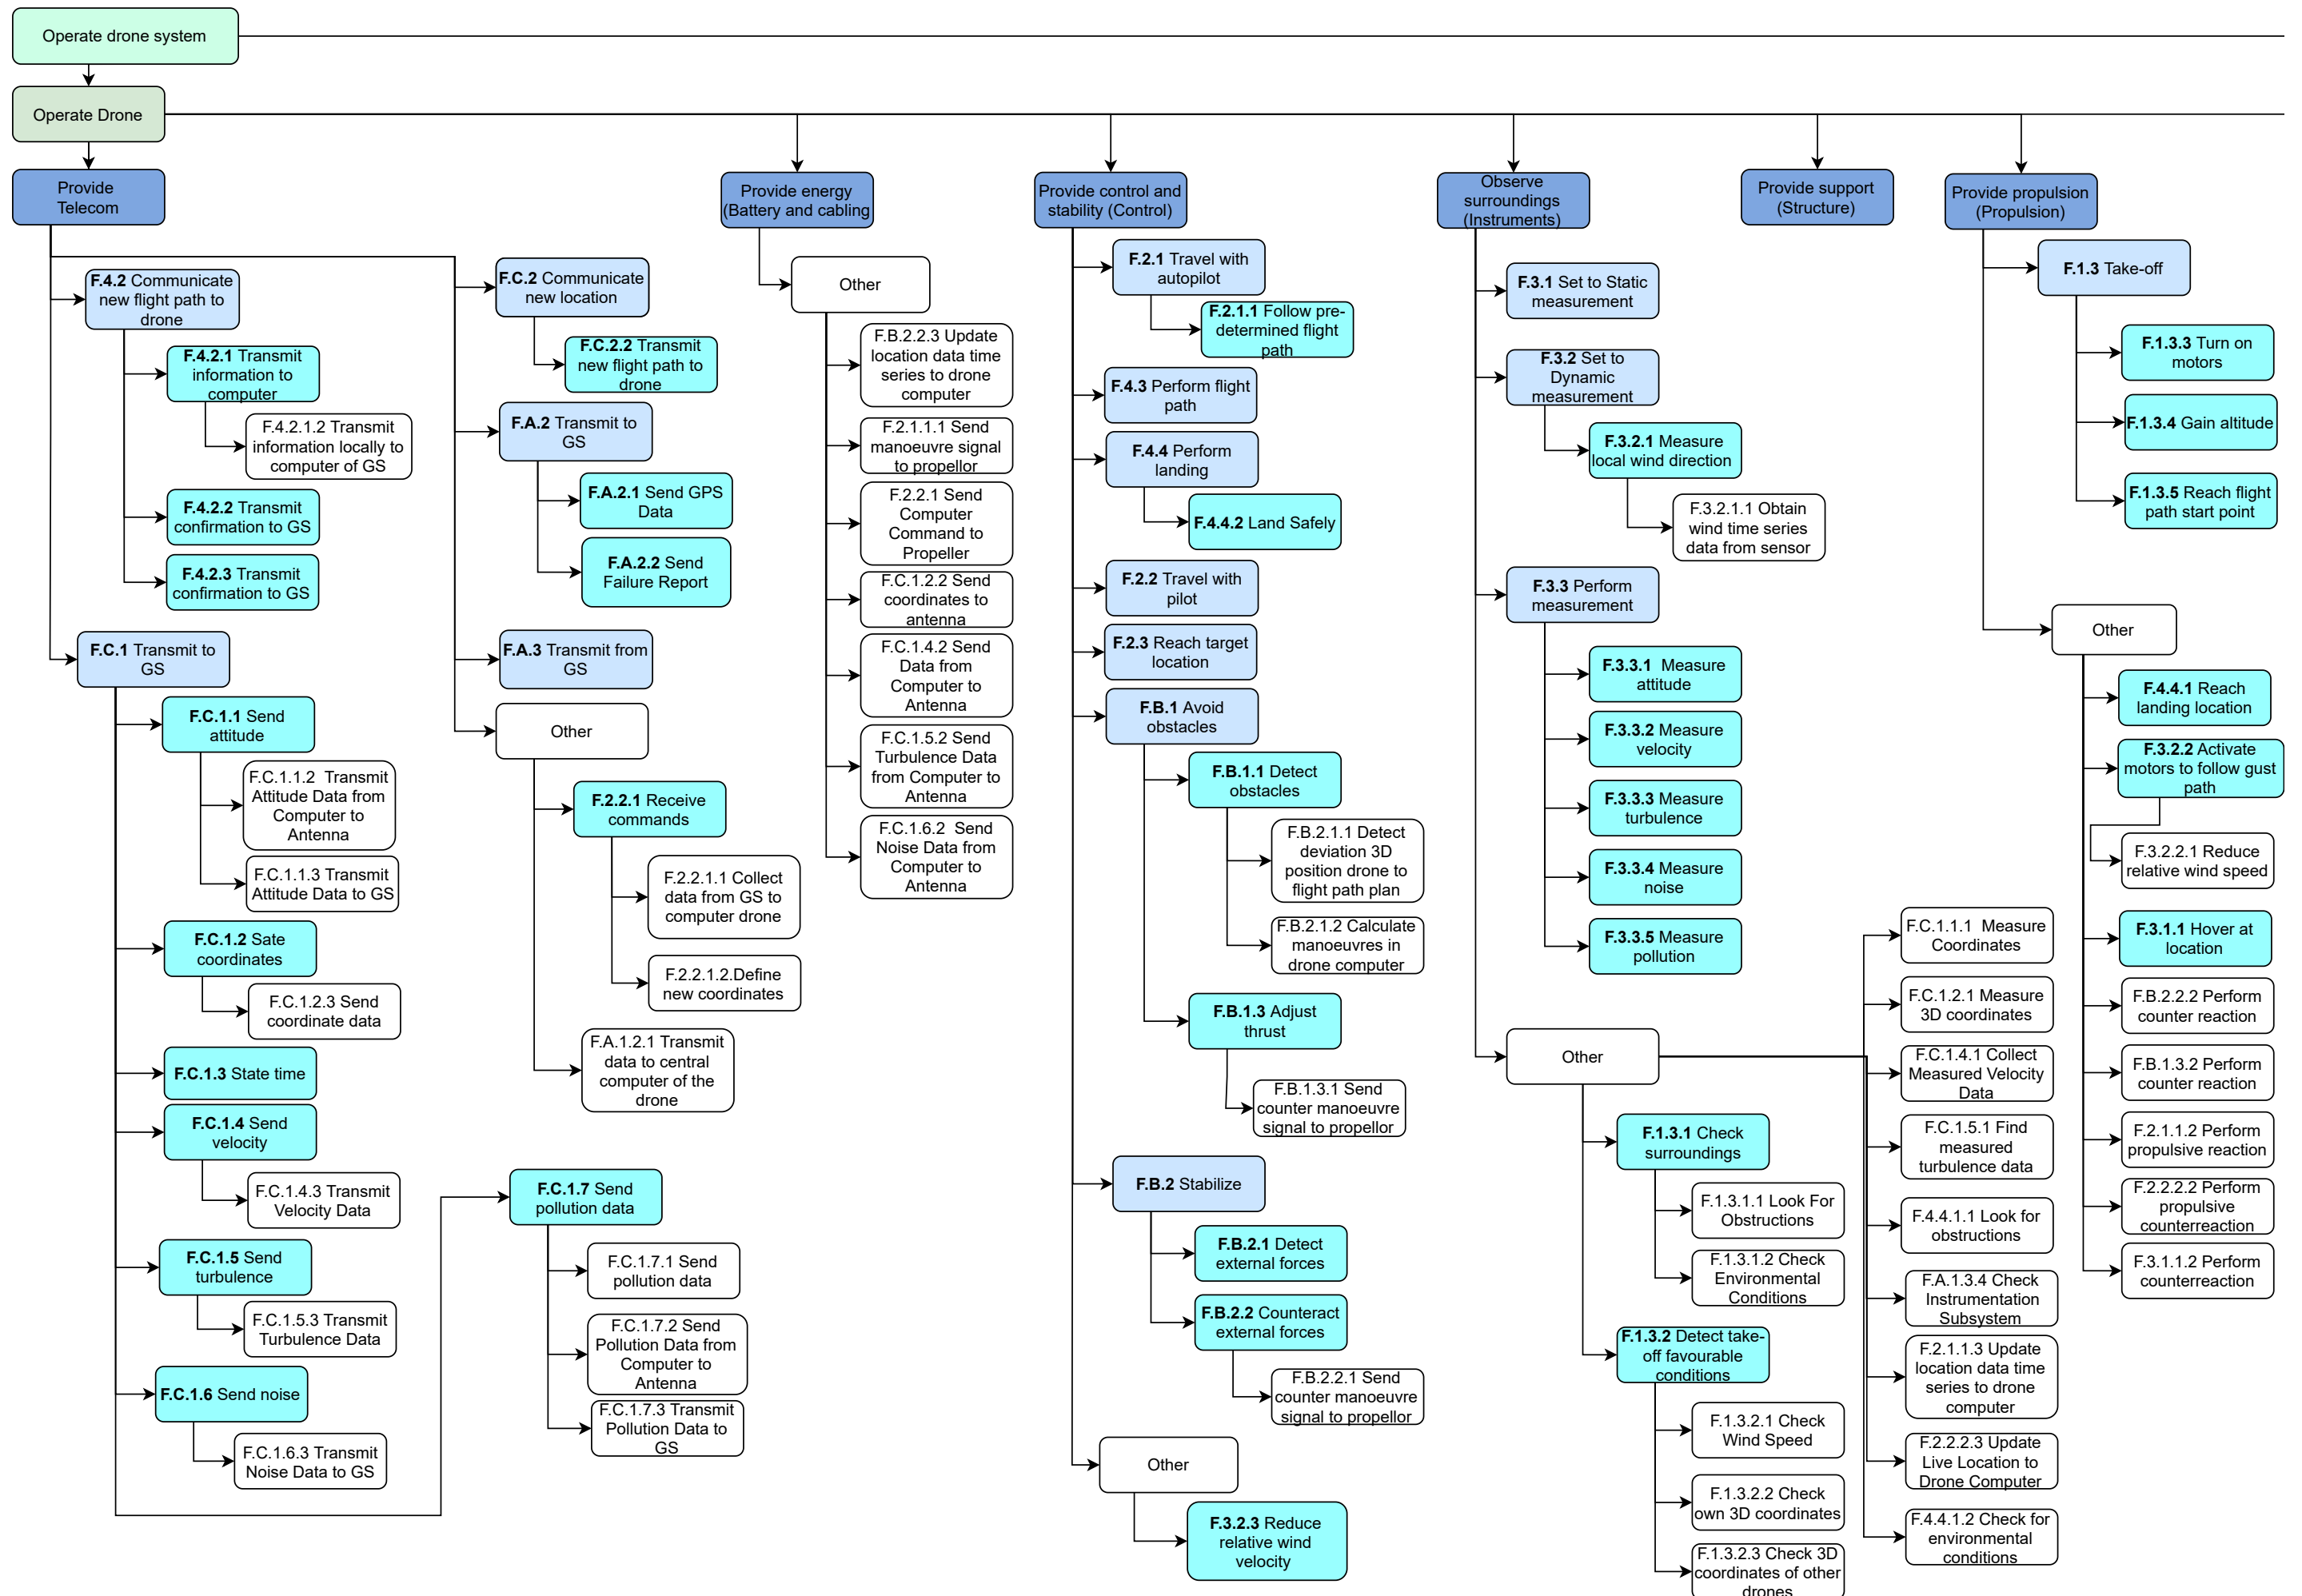 Operate drone system
Operate Drone
Provide
Telecom
F.4.2 Communicate
new flight path to
drone
F.4.2.1 Transmit
information to
computer
F.4.2.1.2 Transmit
information locally to
computer of GS
F.4.2.2 Transmit
confirmation to GS
F.4.2.3 Transmit
confirmation to GS
F.C.1 Transmit to
GS
F.C.1.1 Send
attitude
F.C.1.1.2 Transmit
Attitude Data from
Computer to
Antenna
F.C.1.1.3 Transmit
Attitude Data to GS
F.C.1.2 Sate
coordinates
F.C.1.2.3 Send
coordinate data
F.C.1.3 State time
F.C.1.4 Send
velocity
F.C.1.4.3 Transmit
Velocity Data
F.C.1.5 Send
turbulence
F.C.1.5.3 Transmit
Turbulence Data
F.C.1.6 Send noise
F.C.1.6.3 Transmit
Noise Data to GS
F.C.2 Communicate
new location
F.C.2.2 Transmit
new flight path to
drone
F.A.2 Transmit to
GS
F.A.2.1 Send GPS
Data
F.A.2.2 Send
Failure Report
F.A.3 Transmit from
GS
Other
F.2.2.1 Receive
commands
F.2.2.1.1 Collect
data from GS to
computer drone
F.2.2.1.2.Define
new coordinates
F.A.1.2.1 Transmit
data to central
computer of the
drone
F.C.1.7 Send
pollution data
F.C.1.7.1 Send
pollution data
F.C.1.7.2 Send
Pollution Data from
Computer to
Antenna
F.C.1.7.3 Transmit
Pollution Data to
GS
Provide energy
(Battery and cabling
Other
F.B.2.2.3 Update
location data time
series to drone
computer
F.2.1.1.1 Send
manoeuvre signal
to propellor
F.2.2.1 Send
Computer
Command to
Propeller
F.C.1.2.2 Send
coordinates to
antenna
F.C.1.4.2 Send
Data from
Computer to
Antenna
F.C.1.5.2 Send
Turbulence Data
from Computer to
Antenna
F.C.1.6.2 Send
Noise Data from
Computer to
Antenna
Provide control and
stability (Control)
F.2.1 Travel with
autopilot
F.2.1.1 Follow pre-
determined flight
path
F.4.3 Perform flight
path
F.4.4 Perform
landing
F.4.4.2 Land Safely
F.2.2 Travel with
pilot
F.2.3 Reach target
location
F.B.1 Avoid
obstacles
F.B.1.1 Detect
obstacles
F.B.2.1.1 Detect
deviation 3D
position drone to
flight path plan
F.B.2.1.2 Calculate
manoeuvres in
drone computer
F.B.1.3 Adjust
thrust
F.B.1.3.1 Send
counter manoeuvre
signal to propellor
F.B.2 Stabilize
F.B.2.1 Detect
external forces
F.B.2.2 Counteract
external forces
F.B.2.2.1 Send
counter manoeuvre
signal to propellor
Other
F.3.2.3 Reduce
relative wind
velocity
Observe
surroundings
(Instruments)
F.3.1 Set to Static
measurement
F.3.2 Set to
Dynamic
measurement
F.3.2.1 Measure
local wind direction
F.3.2.1.1 Obtain
wind time series
data from sensor
F.3.3 Perform
measurement
F.3.3.1 Measure
attitude
F.3.3.2 Measure
velocity
F.3.3.3 Measure
turbulence
F.3.3.4 Measure
noise
F.3.3.5 Measure
pollution
Other
F.1.3.1 Check
surroundings
F.1.3.1.1 Look For
Obstructions
F.1.3.1.2 Check
Environmental
Conditions
F.1.3.2 Detect take-
off favourable
conditions
F.1.3.2.1 Check
Wind Speed
F.1.3.2.2 Check
own 3D coordinates
F.1.3.2.3 Check 3D
coordinates of other
drones
F.C.1.1.1 Measure
Coordinates
F.C.1.2.1 Measure
3D coordinates
F.C.1.4.1 Collect
Measured Velocity
Data
F.C.1.5.1 Find
measured
turbulence data
F.4.4.1.1 Look for
obstructions
F.A.1.3.4 Check
Instrumentation
Subsystem
F.2.1.1.3 Update
location data time
series to drone
computer
F.2.2.2.3 Update
Live Location to
Drone Computer
F.4.4.1.2 Check for
environmental
conditions
Provide support
(Structure)
Provide propulsion
(Propulsion)
F.1.3 Take-off
F.1.3.3 Turn on
motors
F.1.3.4 Gain altitude
F.1.3.5 Reach flight
path start point
Other
F.4.4.1 Reach
landing location
F.3.2.2 Activate
motors to follow gust
path
F.3.2.2.1 Reduce
relative wind speed
F.3.1.1 Hover at
location
F.B.2.2.2 Perform
counter reaction
F.B.1.3.2 Perform
counter reaction
F.2.1.1.2 Perform
propulsive reaction
F.2.2.2.2 Perform
propulsive
counterreaction
F.3.1.1.2 Perform
counterreaction